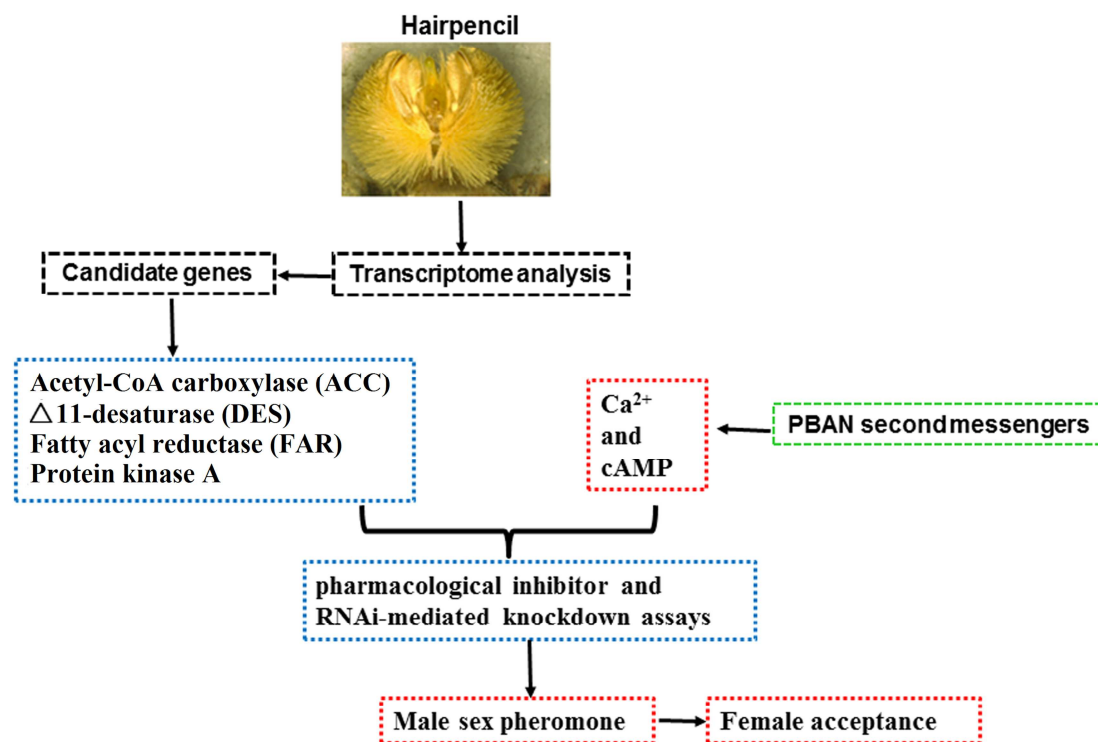 Hairpencil
Candidate genes
Transcriptome analysis
Acetyl-CoA carboxylase (ACC)
△11-desaturase (DES)
Fatty acyl reductase (FAR)
Protein kinase A
Ca²⁺
and
cAMP
PBAN second messengers
pharmacological inhibitor and
RNAi-mediated knockdown assays
Male sex pheromone
Female acceptance